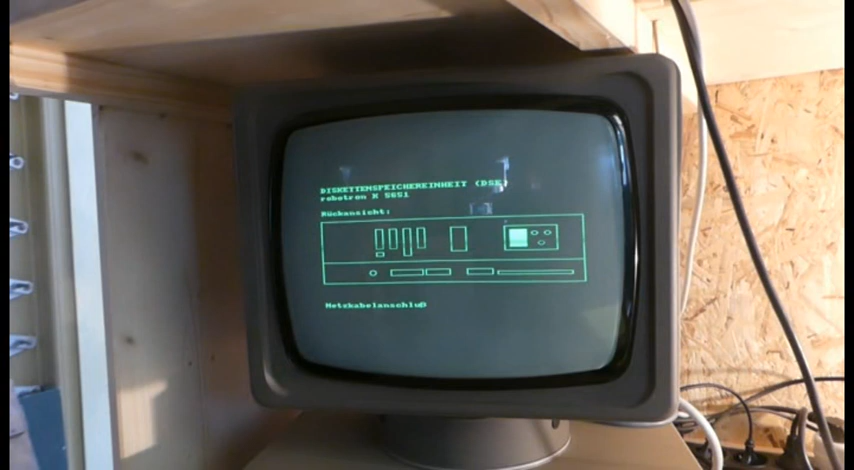 DISKETTENSPEICHEREINHEIT (DSE)
robotron K 5651
Rückansicht:
Netzkabelanschluß